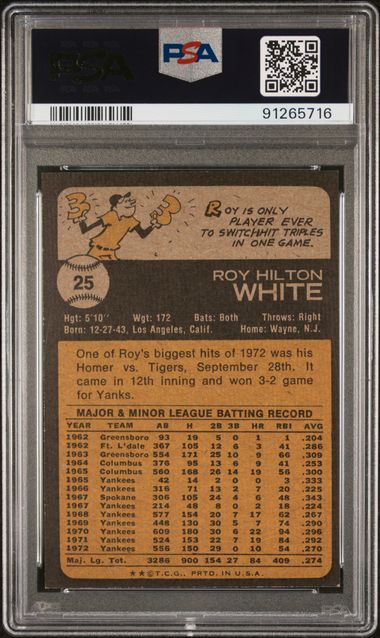 PSA
PSA
91265716
3 3
ROY IS ONLY
PLAYER EVER
TO SWITCHHIT TRIPLES
IN ONE GAME.
25
ROY HILTON
WHITE
Hgt: 5'10" Wgt: 172 Bats: Both Throws: Right
Born: 12-27-43, Los Angeles, Calif. Home: Wayne, N.J.
One of Roy's biggest hits of 1972 was his
Homer vs. Tigers, September 28th. It
came in 12th inning and won 3-2 game
for Yanks.
MAJOR & MINOR LEAGUE BATTING RECORD
YEAR TEAM AB H 2B 3B HR RBI AVG
1962 Greensboro 93 19 5 0 1 1 .204
1962 Ft. L'dale 367 105 12 6 3 41 .286
1963 Greensboro 554 171 25 10 9 66 .309
1964 Columbus 376 95 13 6 9 41 .253
1965 Columbus 560 168 26 14 19 56 .300
1965 Yankees 42 14 2 0 0 3 .333
1966 Yankees 316 71 13 2 7 20 .225
1967 Spokane 306 104 24 4 6 48 .343
1967 Yankees 214 48 8 0 2 18 .224
1968 Yankees 577 154 20 7 17 62 .267
1969 Yankees 448 130 30 5 7 74 .290
1970 Yankees 609 180 30 6 22 94 .296
1971 Yankees 524 153 22 7 19 84 .292
1972 Yankees 556 150 29 0 10 54 .270
Maj. Lg. Tot. 3286 900 154 27 84 409 .274
★★©T.C.G., PRTD. IN U.S.A.